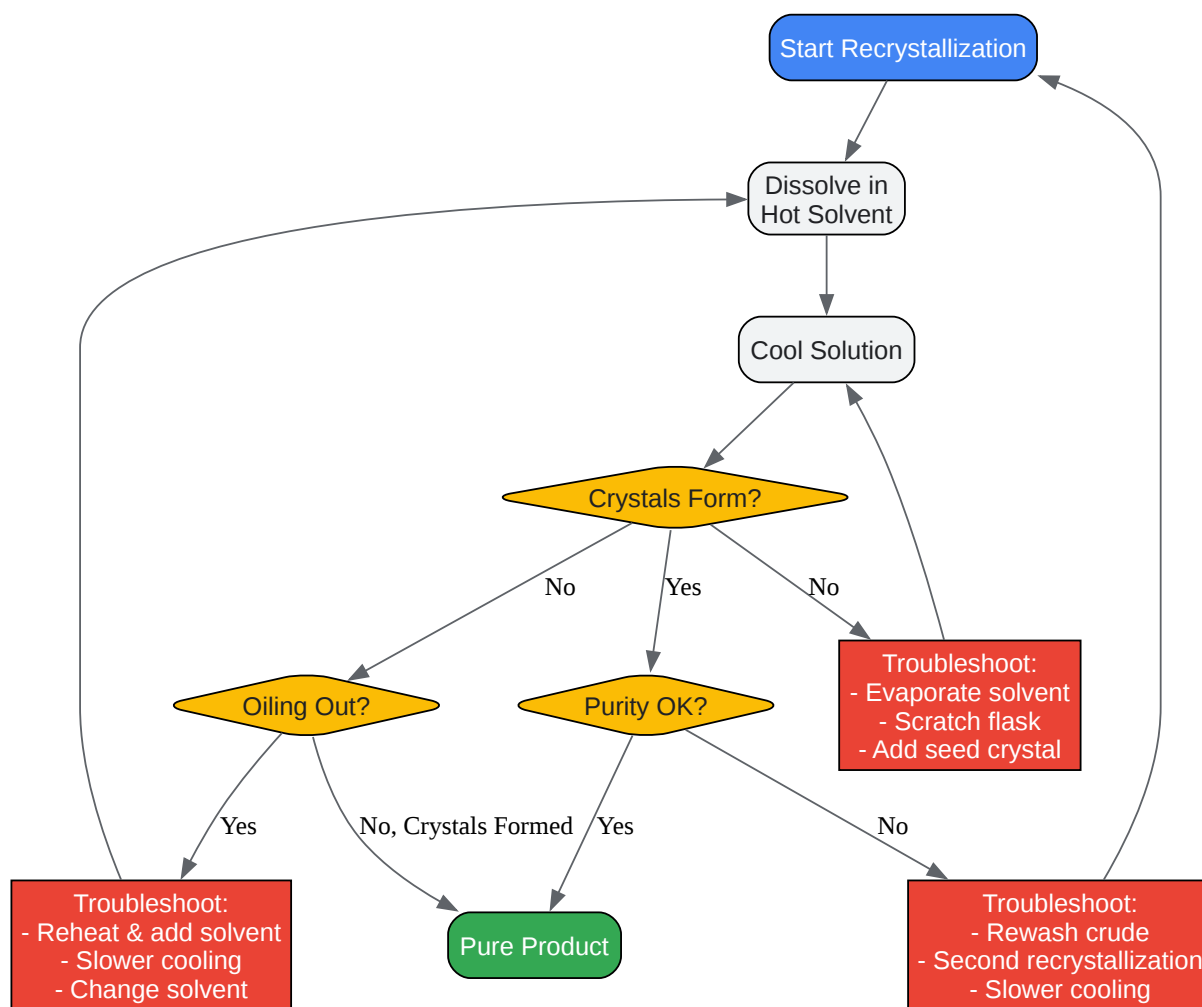 Start Recrystallization
Dissolve in
Hot Solvent
Cool Solution
Crystals Form?
No
Yes
No
Troubleshoot:
- Evaporate solvent
- Scratch flask
- Add seed crystal
Oiling Out?
Purity OK?
Yes
No, Crystals Formed
Yes
No
Troubleshoot:
- Reheat & add solvent
- Slower cooling
- Change solvent
Pure Product
Troubleshoot:
- Rewash crude
- Second recrystallization
- Slower cooling